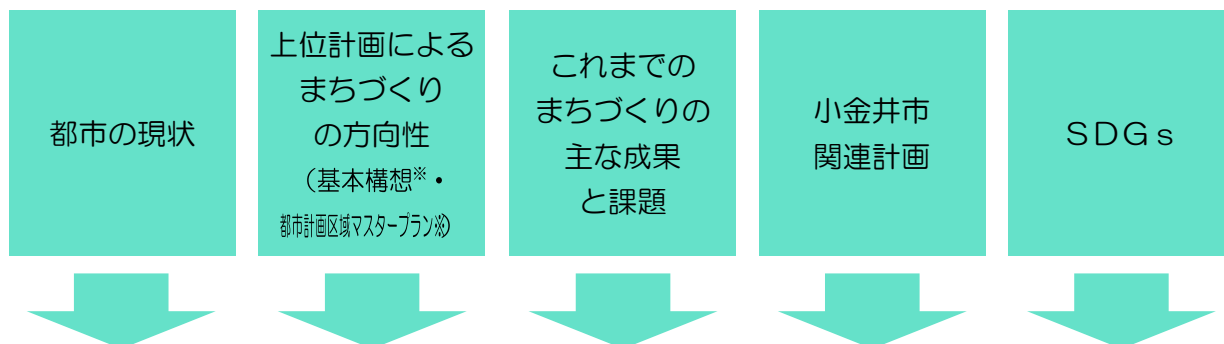 都市の現状
上位計画による
まちづくり
の方向性
（基本構想※・
都市計画区域マスタープラン※）
これまでの
まちづくりの
主な成果
と課題
小金井市
関連計画
ＳＤＧｓ